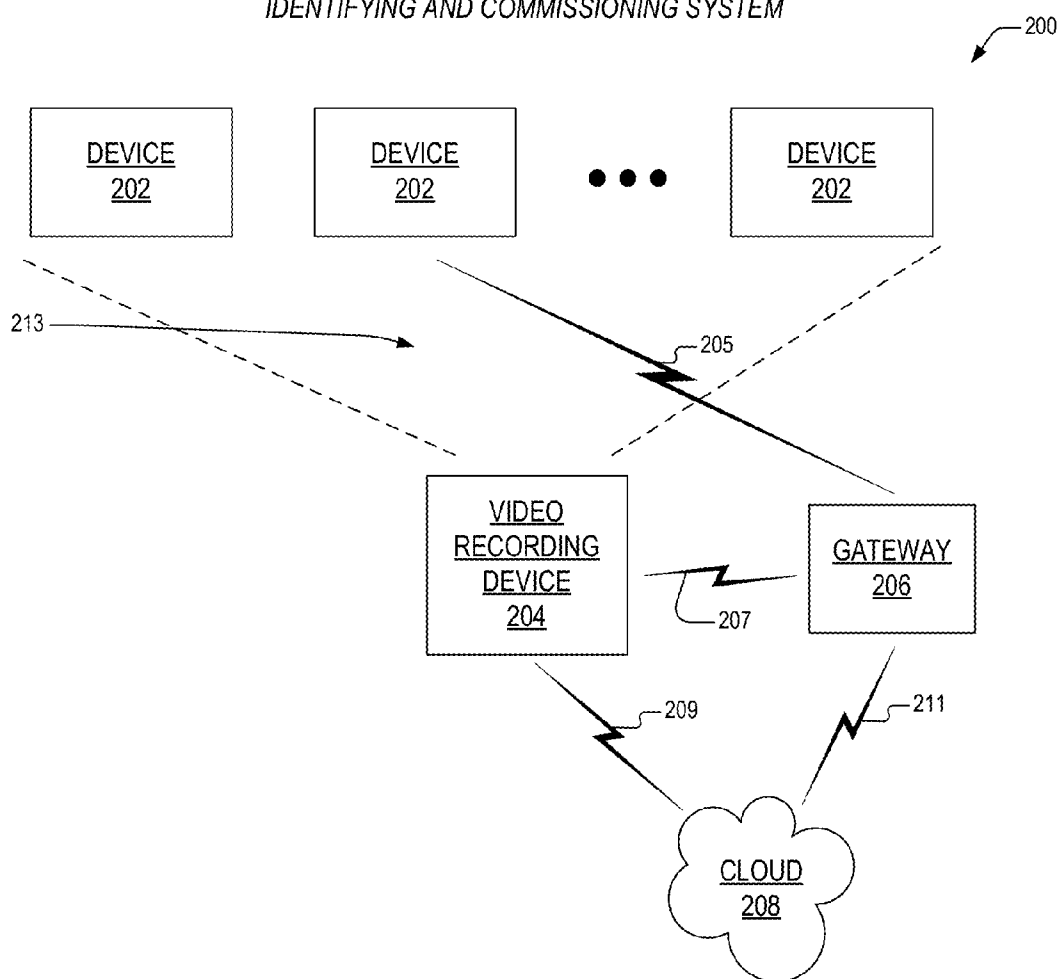 IDENTIFYING AND COMMISSIONING SYSTEM
200
DEVICE
202
DEVICE
202
DEVICE
202
213
205
VIDEO
RECORDING
DEVICE
204
GATEWAY
206
207
209
211
CLOUD
208